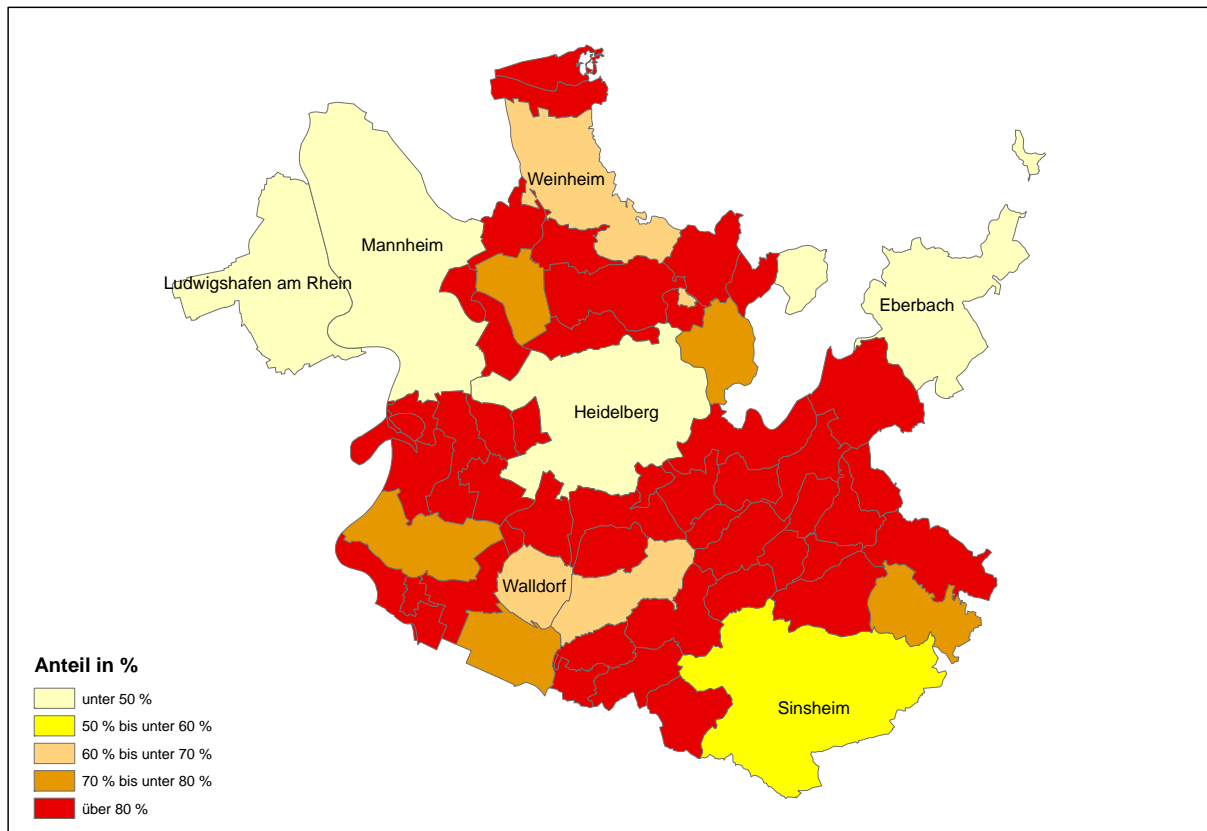 Weinheim
Mannheim
Ludwigshafen am Rhein
Eberbach
Heidelberg
Walldorf
Sinsheim
Anteil in %
unter 50 %
50 % bis unter 60 %
60 % bis unter 70 %
70 % bis unter 80 %
über 80 %